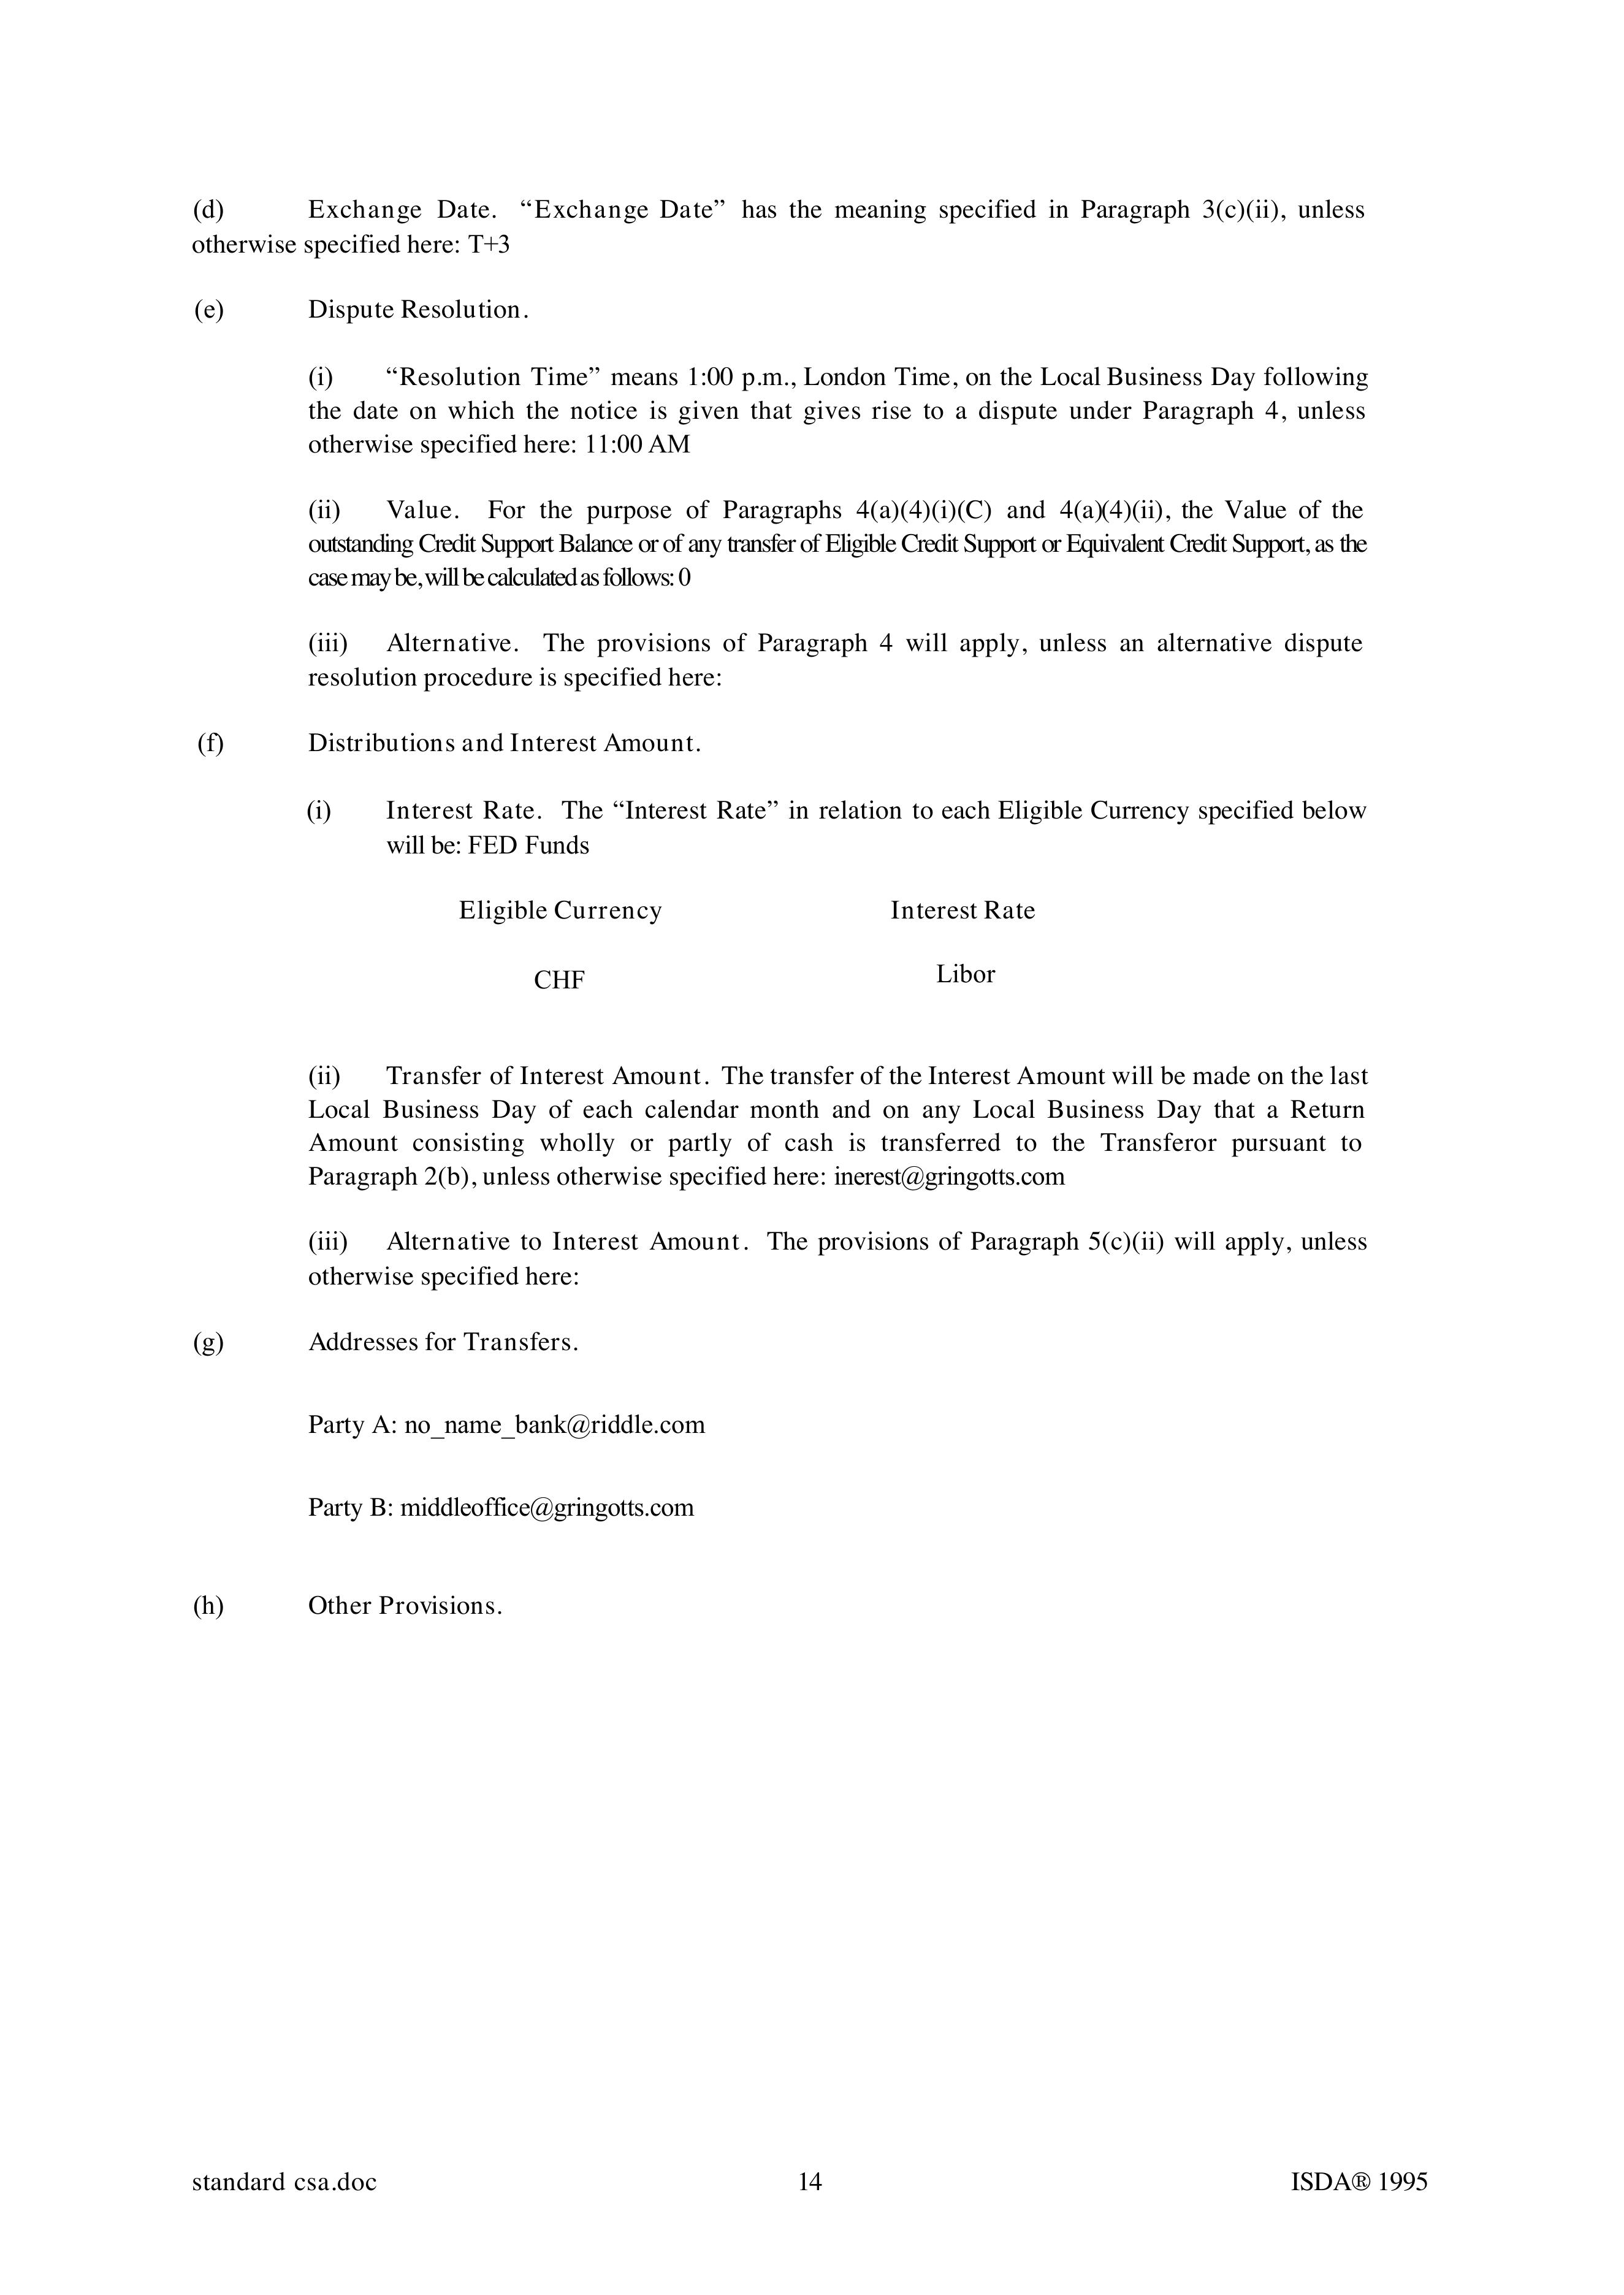 (d) Exchange Date. “Exchange Date” has the meaning specified in Paragraph 3(c)(ii), unless
otherwise specified here: T+3
(e) Dispute Resolution.
(i) “Resolution Time” means 1:00 p.m., London Time, on the Local Business Day following
the date on which the notice is given that gives rise to a dispute under Paragraph 4, unless
otherwise specified here: 11:00 AM
(ii) Value. For the purpose of Paragraphs 4(a)(4)(i)(C) and 4(a)(4)(ii), the Value of the
outstanding Credit Support Balance or of any transfer of Eligible Credit Support or Equivalent Credit Support, as the
case may be, will be calculated as follows: 0
(iii) Alternative. The provisions of Paragraph 4 will apply, unless an alternative dispute
resolution procedure is specified here:
(f) Distributions and Interest Amount.
(i) Interest Rate. The “Interest Rate” in relation to each Eligible Currency specified below
will be: FED Funds
Eligible Currency Interest Rate
CHF Libor
(ii) Transfer of Interest Amount. The transfer of the Interest Amount will be made on the last
Local Business Day of each calendar month and on any Local Business Day that a Return
Amount consisting wholly or partly of cash is transferred to the Transferor pursuant to
Paragraph 2(b), unless otherwise specified here: inerest@gringotts.com
(iii) Alternative to Interest Amount. The provisions of Paragraph 5(c)(ii) will apply, unless
otherwise specified here:
(g) Addresses for Transfers.
Party A: no_name_bank@riddle.com
Party B: middleoffice@gringotts.com
(h) Other Provisions.
standard csa.doc 14 ISDA® 1995